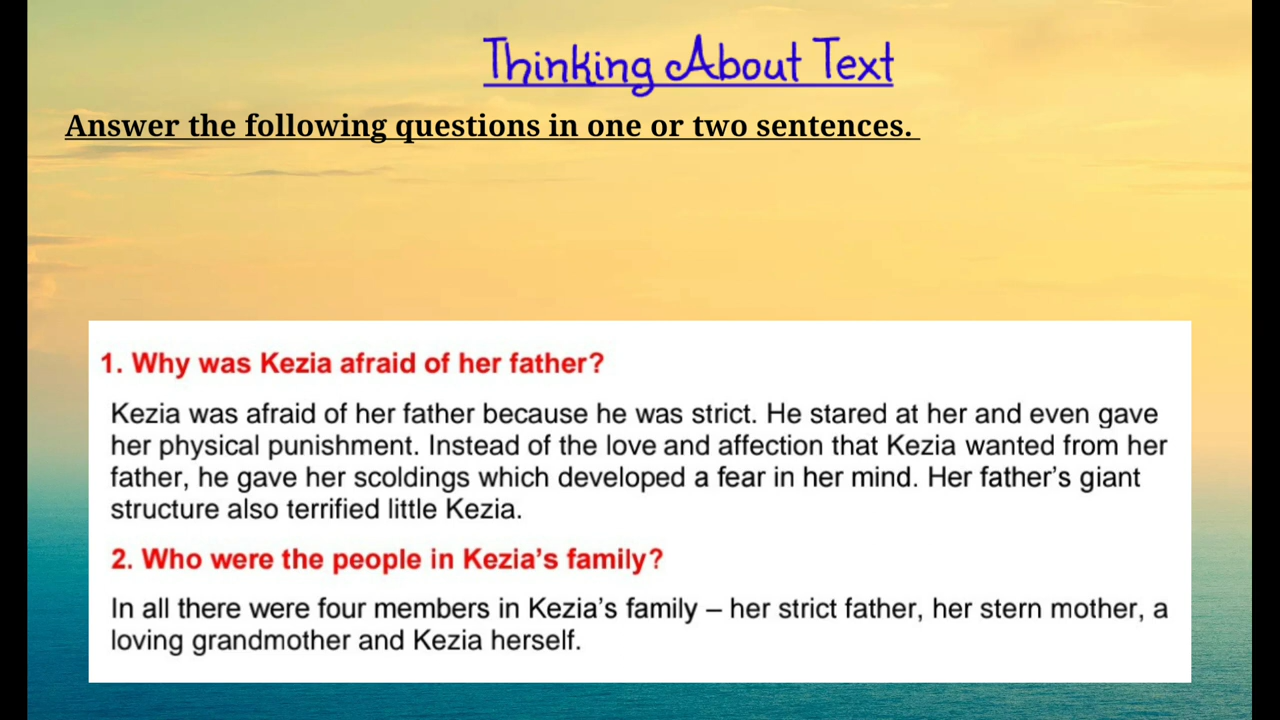 Thinking About Text
Answer the following questions in one or two sentences.
1. Why was Kezia afraid of her father?
Kezia was afraid of her father because he was strict. He stared at her and even gave
her physical punishment. Instead of the love and affection that Kezia wanted from her
father, he gave her scoldings which developed a fear in her mind. Her father’s giant
structure also terrified little Kezia.
2. Who were the people in Kezia’s family?
In all there were four members in Kezia’s family – her strict father, her stern mother, a
loving grandmother and Kezia herself.